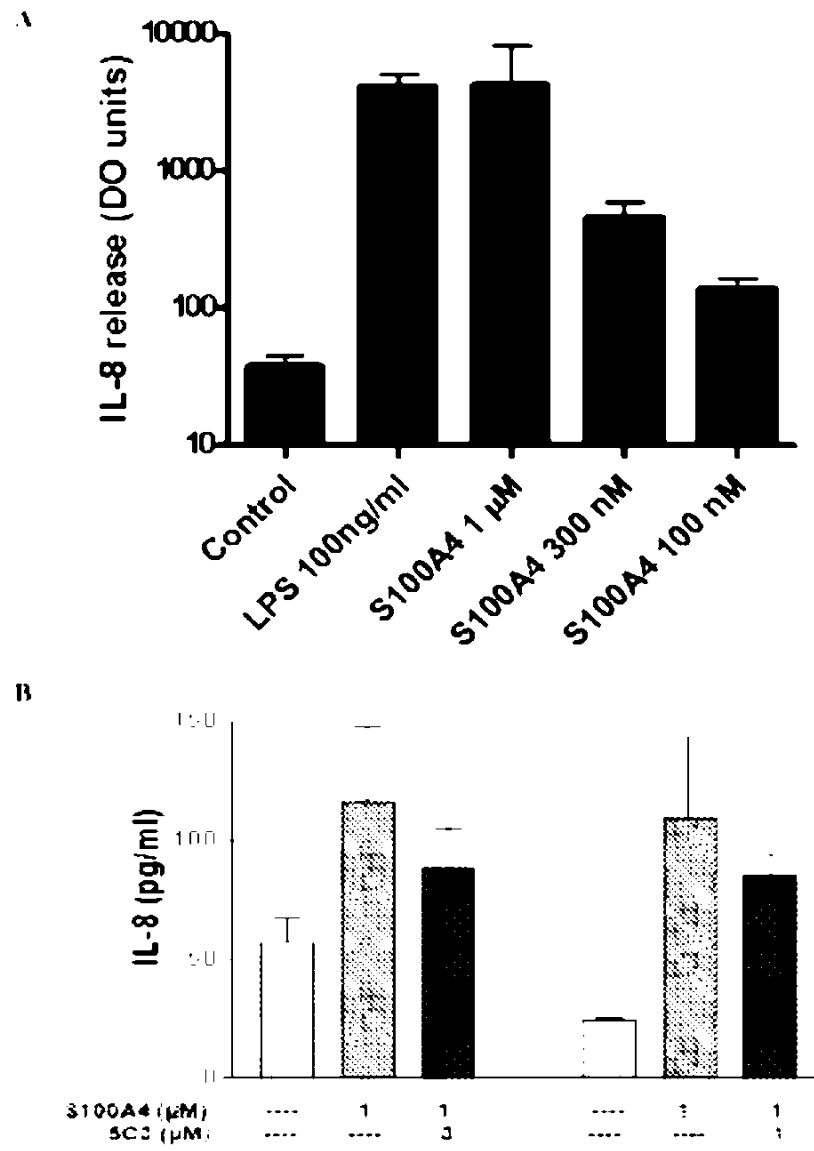 A
10000
1000
100
10
IL-8 release (DO units)
Control
LPS 100ng/ml
S100A4 1 µM
S100A4 300 nM
S100A4 100 nM
B
100
IL-8 (pg/ml)
S100A4 (µM) ---- 1 1 ---- 1 1
(µM) ---- ---- 3 ---- ---- 1